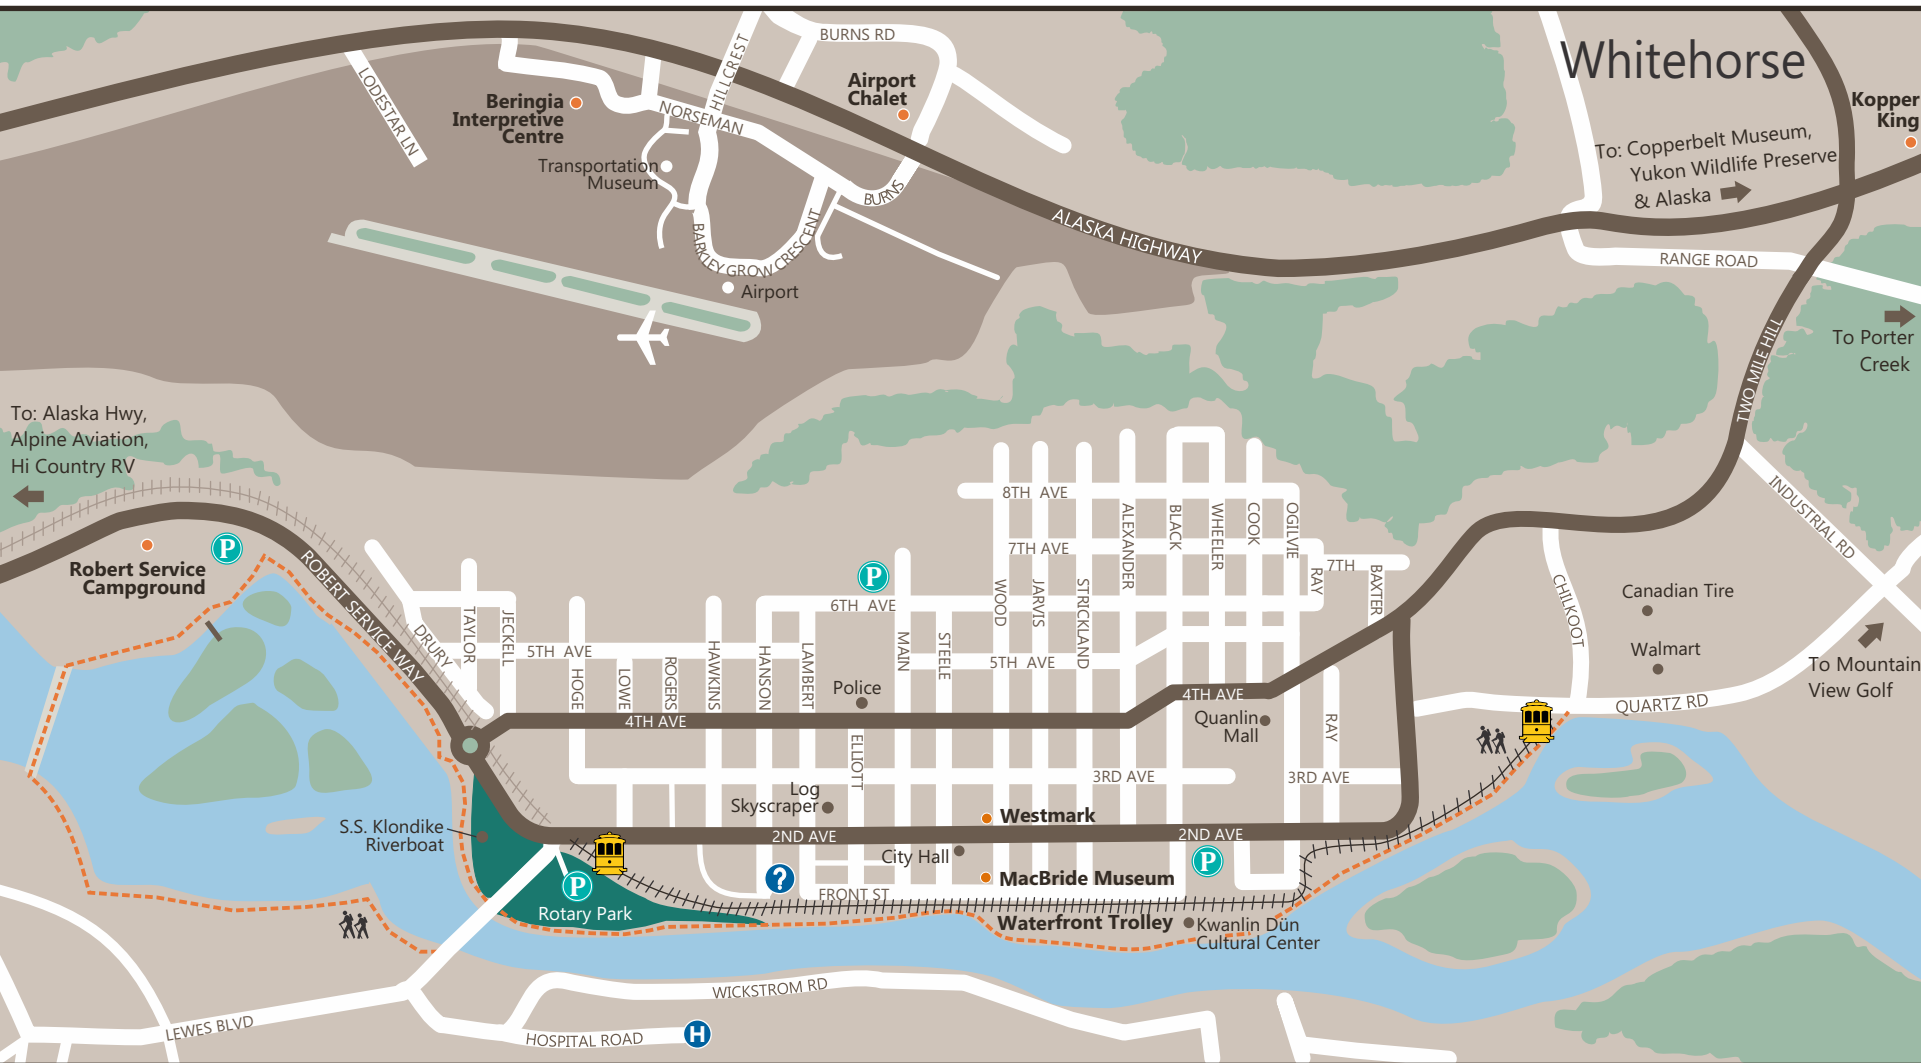 Whitehorse
BURNS RD
HILLCREST
LODESTAR LN
Airport
Chalet
Beringia
Interpretive
Centre
NORSEMAN
Kopper
King
To: Copperbelt Museum,
Yukon Wildlife Preserve
& Alaska
Transportation
Museum
BURNS
BARKLEY GROW CRESCENT
ALASKA HIGHWAY
RANGE ROAD
Airport
To Porter
Creek
TWO MILE HILL
To: Alaska Hwy,
Alpine Aviation,
Hi Country RV
8TH AVE
INDUSTRIAL RD
ALEXANDER
BLACK
WHEELER
COOK
OGILVIE
P
7TH AVE
7TH
Robert Service
Campground
ROBERT SERVICE WAY
P
6TH AVE
WOOD
JARVIS
STRICKLAND
RAY
BAXTER
CHILKOOT
Canadian Tire
DRURY
TAYLOR
JECKELL
5TH AVE
HOGE
LOWE
ROGERS
HAWKINS
HANSON
LAMBERT
MAIN
STEELE
5TH AVE
Walmart
To Mountain
View Golf
Police
4TH AVE
4TH AVE
QUARTZ RD
Quanlin
Mall
RAY
ELLIOTT
3RD AVE
3RD AVE
Log
Skyscraper
Westmark
S.S. Klondike
Riverboat
2ND AVE
2ND AVE
City Hall
P
?
MacBride Museum
P
FRONT ST
Rotary Park
Waterfront Trolley
Kwanlin Dün
Cultural Center
WICKSTROM RD
LEWES BLVD
HOSPITAL ROAD
H